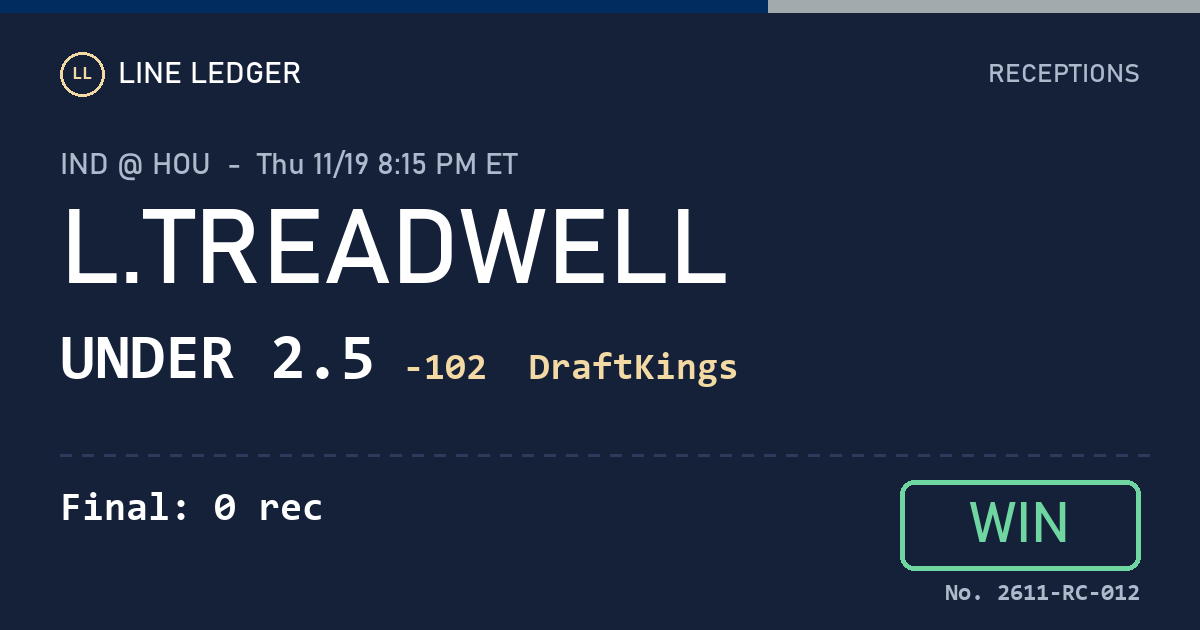 LL LINE LEDGER
RECEPTIONS
IND @ HOU - Thu 11/19 8:15 PM ET
L.TREADWELL
UNDER 2.5 -102 DraftKings
Final: 0 rec
WIN
No. 2611-RC-012